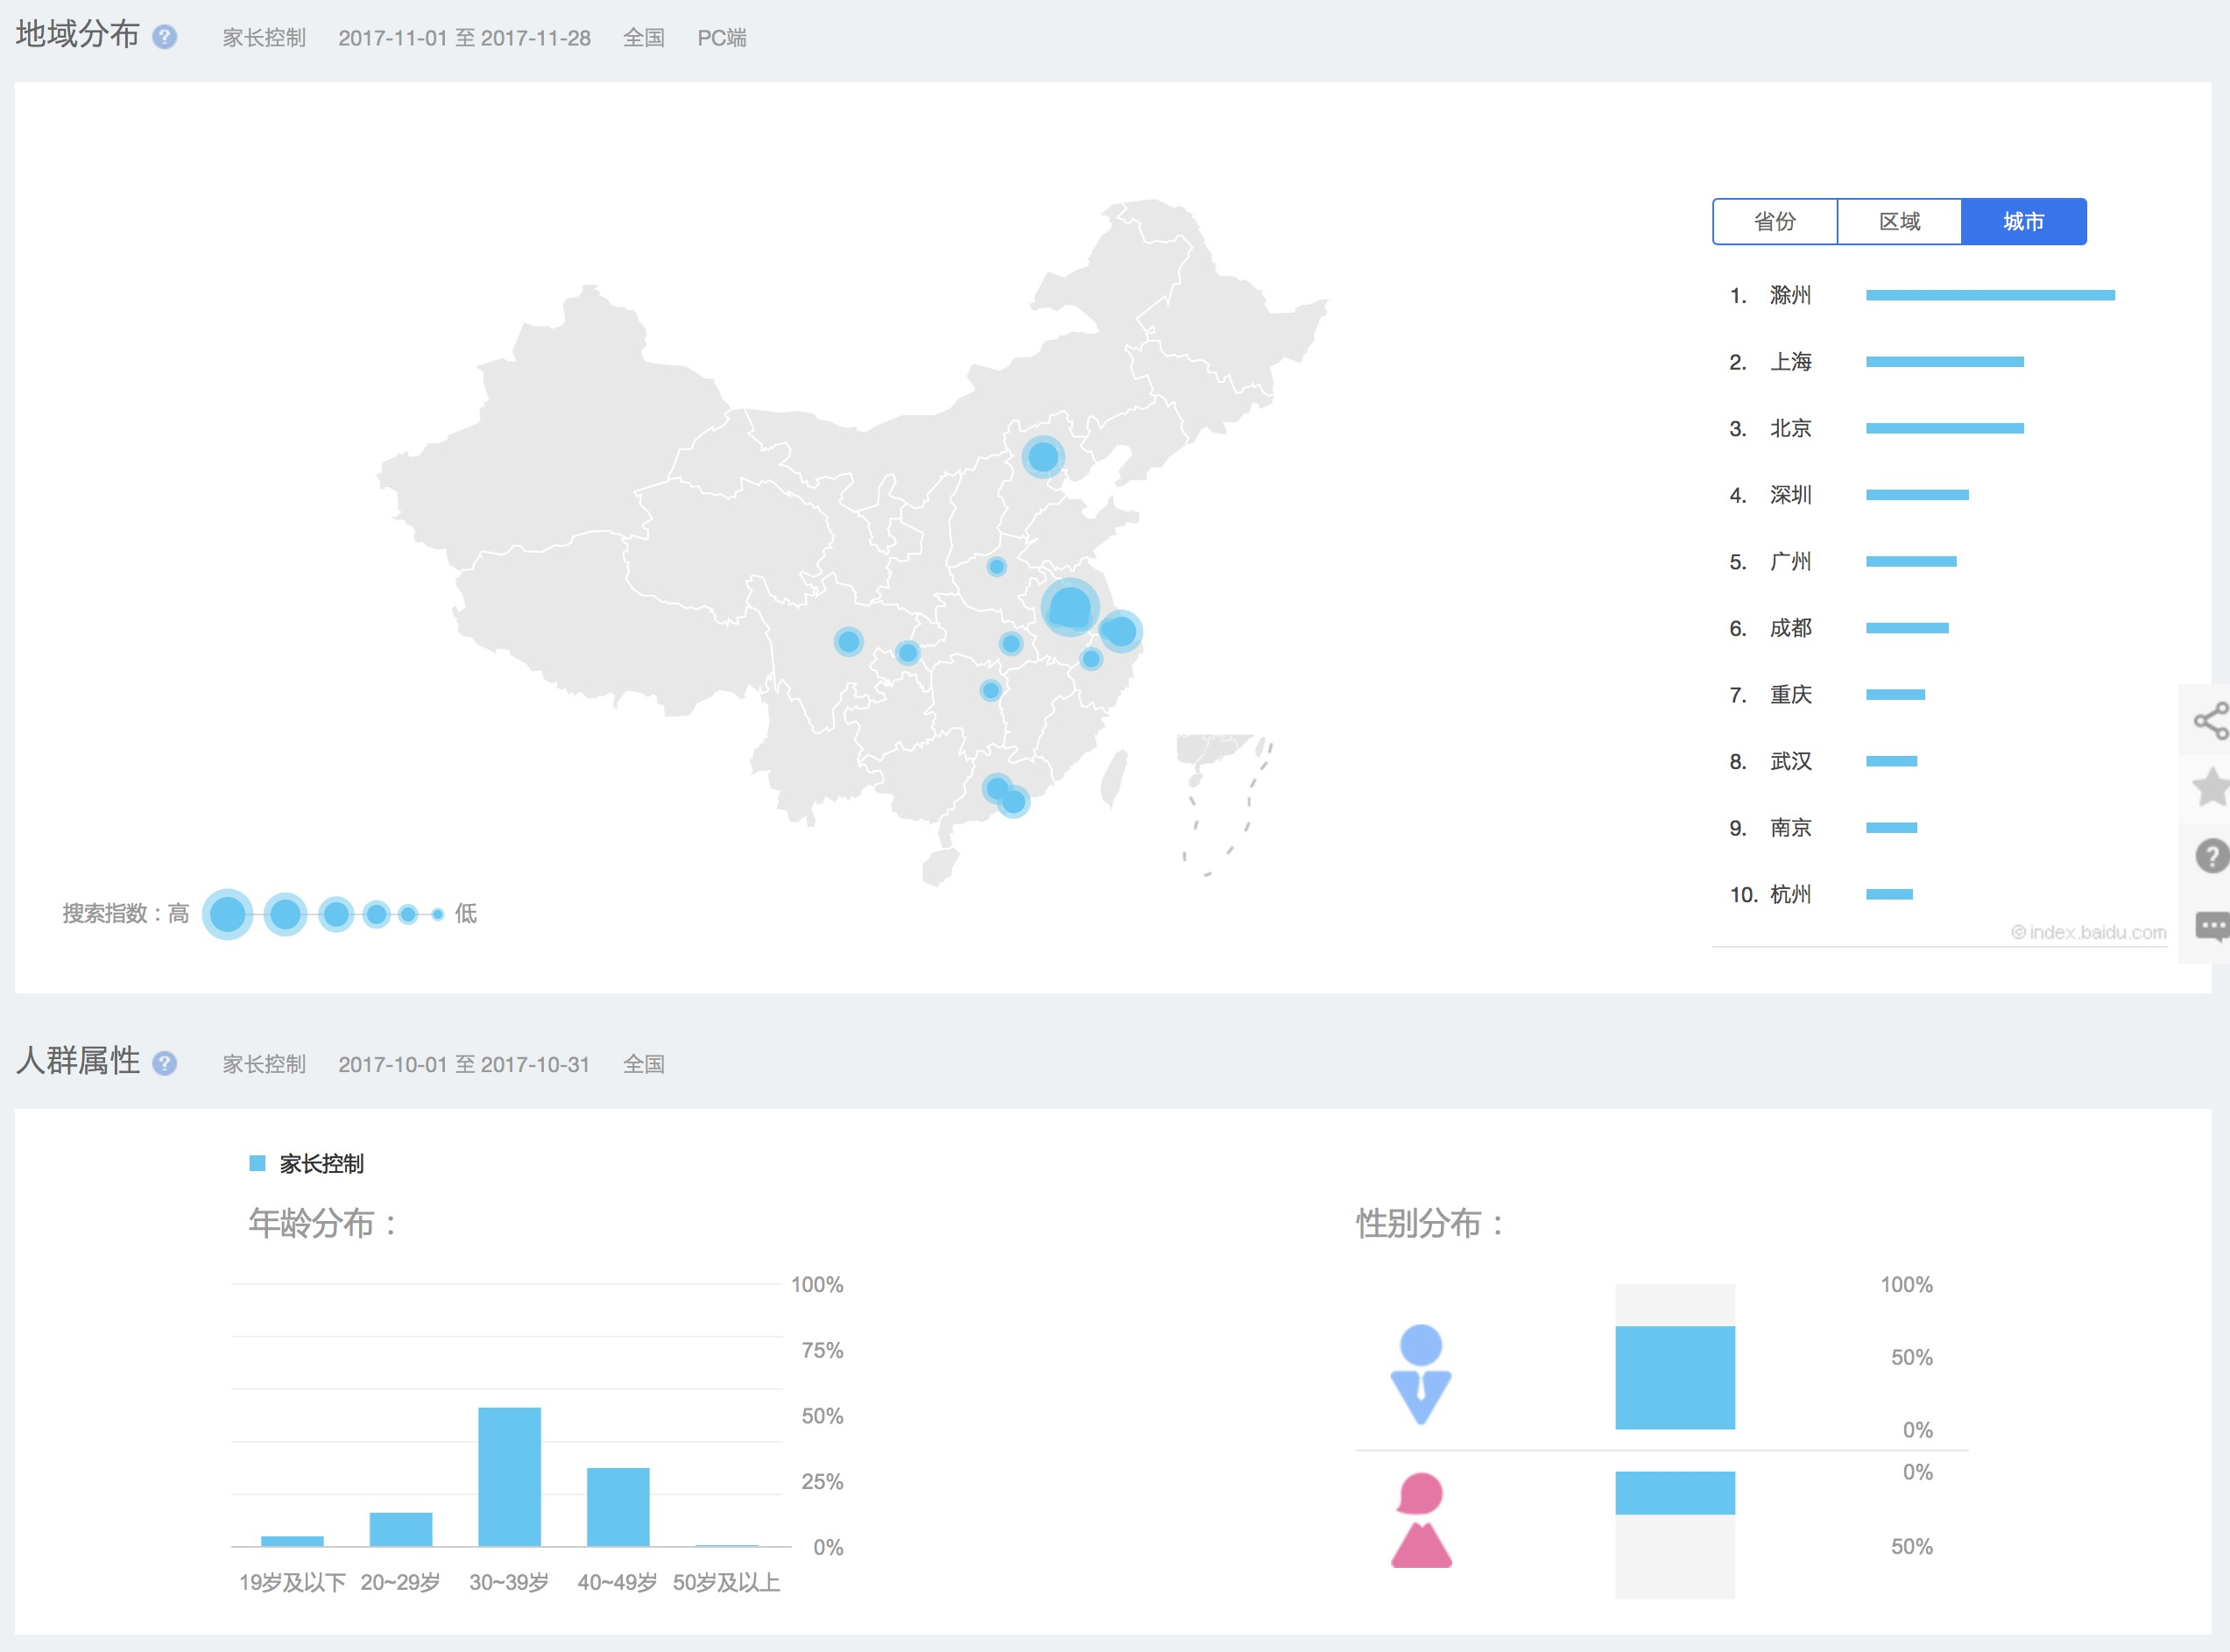 地域分布 ? 家长控制 2017-11-01 至 2017-11-28 全国 PC端
省份 区域 城市
1. 滁州
2. 上海
3. 北京
4. 深圳
5. 广州
6. 成都
7. 重庆
8. 武汉
9. 南京
10. 杭州
搜索指数：高 低
© index.baidu.com
?
人群属性 ? 家长控制 2017-10-01 至 2017-10-31 全国
家长控制
年龄分布：
100%
75%
50%
25%
0%
19岁及以下 20~29岁 30~39岁 40~49岁 50岁及以上
性别分布：
100%
50%
0%
0%
50%